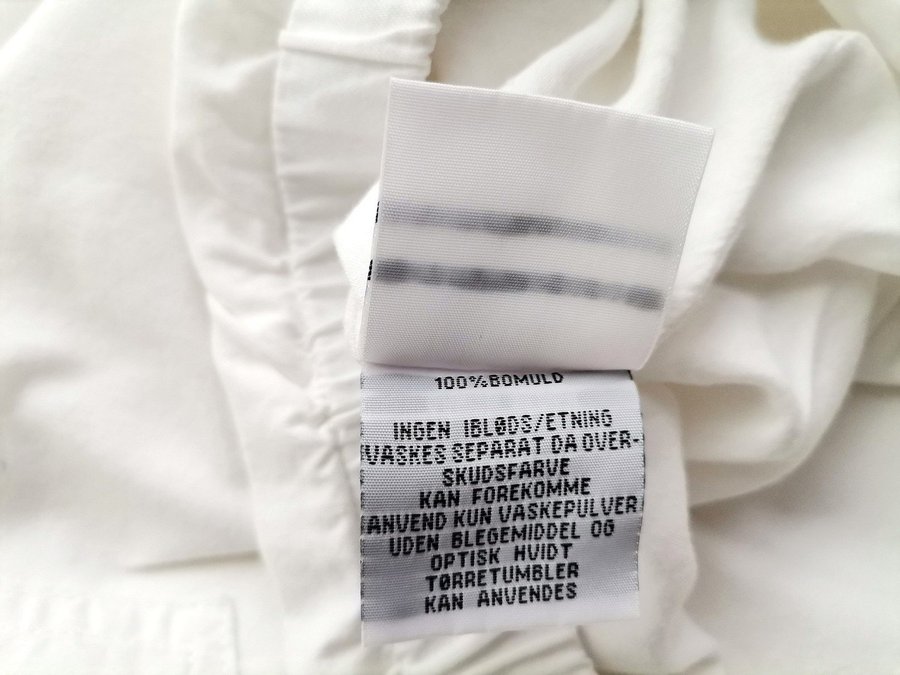 100%BOMULD
INGEN IBLØDS/ETNING
VASKES SEPARAT DA OVER-
SKUDSFARVE
KAN FOREKOMME
ANVEND KUN VASKEPULVER
UDEN BLEGEMIDDEL OG
OPTISK HVIDT
TØRRETUMBLER
KAN ANVENDES